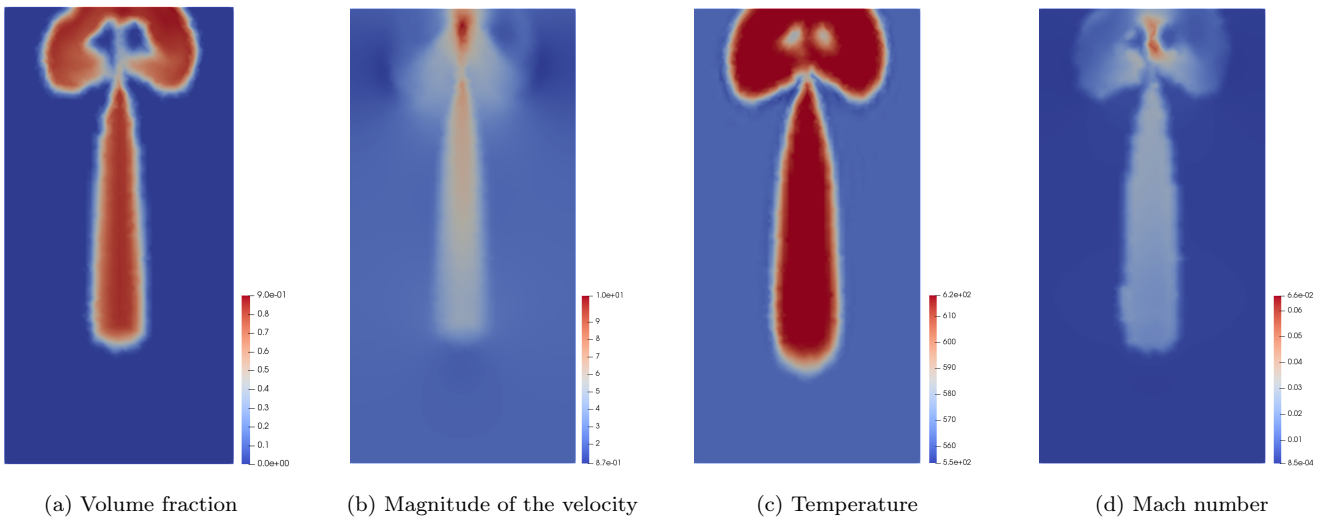 9.0e-01
0.8
0.7
0.6
0.5
0.4
0.3
0.2
0.1
0.0e+00
1.0e+01
9
8
7
6
5
4
3
2
8.7e-01
6.2e+02
610
600
590
580
570
560
5.5e+02
6.6e-02
0.06
0.05
0.04
0.03
0.02
0.01
8.5e-04
(a) Volume fraction
(b) Magnitude of the velocity
(c) Temperature
(d) Mach number